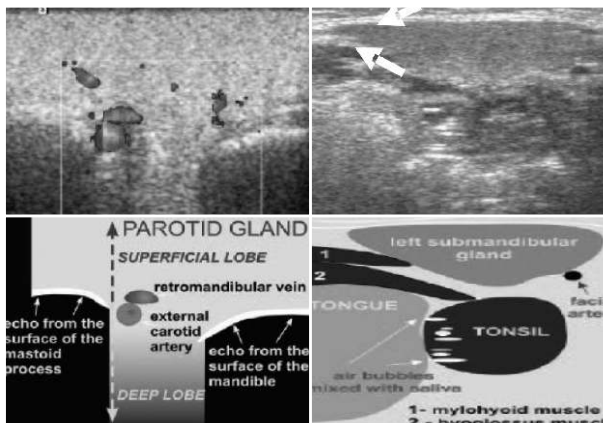 PAROTID GLAND
SUPERFICIAL LOBE
retromandibular vein
external
carotid
artery
echo from the
surface of the
mastoid
process
echo from the
surface of the
mandible
DEEP LOBE
left submandibular
gland
1
2
TONGUE
TONSIL
air bubbles
mixed with saliva
1- mylohyoid muscle